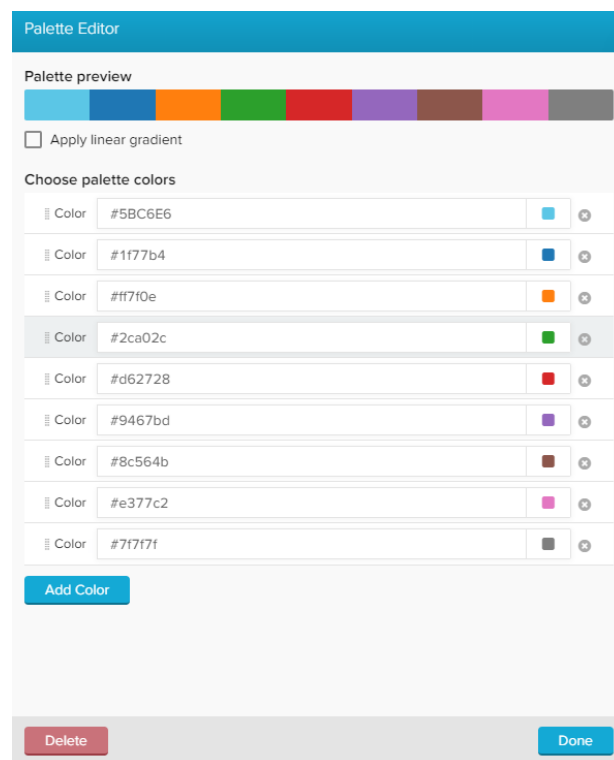 Palette Editor
Palette preview
Apply linear gradient
Choose palette colors
Color #5BC6E6
Color #1f77b4
Color #ff7f0e
Color #2ca02c
Color #d62728
Color #9467bd
Color #8c564b
Color #e377c2
Color #7f7f7f
Add Color
Delete Done